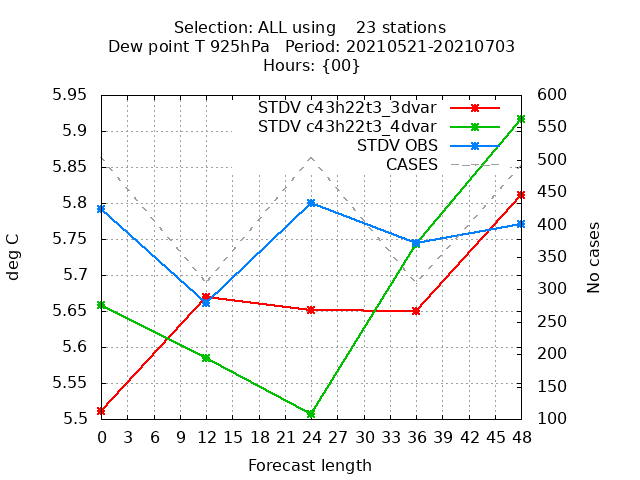 Selection: ALL using    23 stations
Dew point T 925hPa   Period: 20210521-20210703
Hours: {00}
STDV c43h22t3_3dvar
STDV c43h22t3_4dvar
STDV OBS
CASES
5.95
5.9
5.85
5.8
5.75
5.7
5.65
5.6
5.55
5.5
600
550
500
450
400
350
300
250
200
150
100
deg C
No cases
0 3 6 9 12 15 18 21 24 27 30 33 36 39 42 45 48
Forecast length